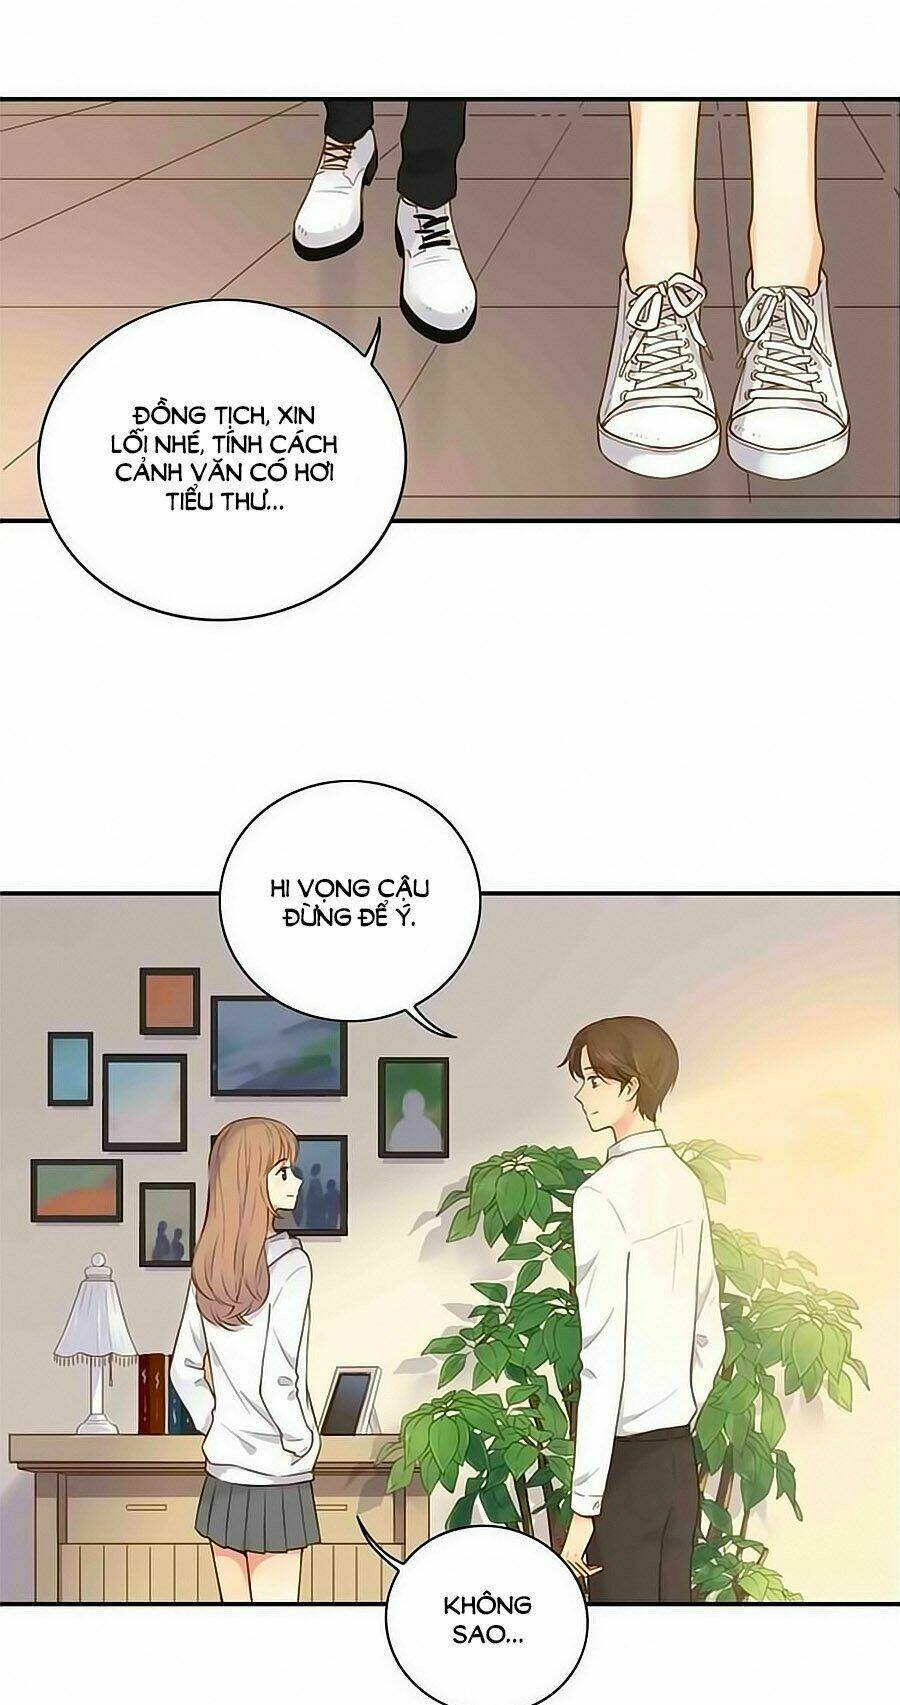 ĐỒNG TỊCH, XIN
LỖI NHÉ, TÍNH CÁCH
CẢNH VĂN CÓ HƠI
TIỂU THƯ...
HI VỌNG CẬU
ĐỪNG ĐỂ Ý.
KHÔNG
SAO...